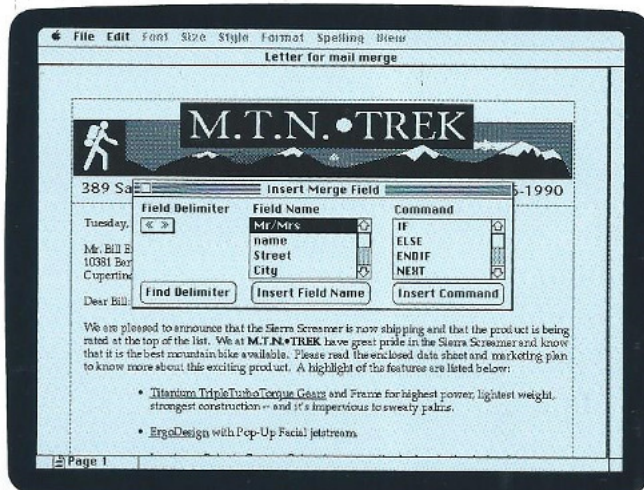 File Edit Font Size Style Format Spelling View
Letter for mail merge
M.T.N.•TREK
389 Sa
5-1990
Insert Merge Field
Field Delimiter Field Name Command
« » Mr/Mrs IF
name ELSE
Street ENDIF
City NEXT
Find Delimiter Insert Field Name Insert Command
Tuesday,
Mr. Bill E
10381 Ban
Cupertino
Dear Bill:
We are pleased to announce that the Sierra Screamer is now shipping and that the product is being
rated at the top of the list. We at M.T.N.•TREK have great pride in the Sierra Screamer and know
that it is the best mountain bike available. Please read the enclosed data sheet and marketing plan
to know more about this exciting product. A highlight of the features are listed below:
• Titanium TripleTurboTorque Gears and Frame for highest power, lightest weight,
strongest construction -- and it's impervious to sweaty palms.
• ErgoDesign with Pop-Up Facial jetstream.
Page 1